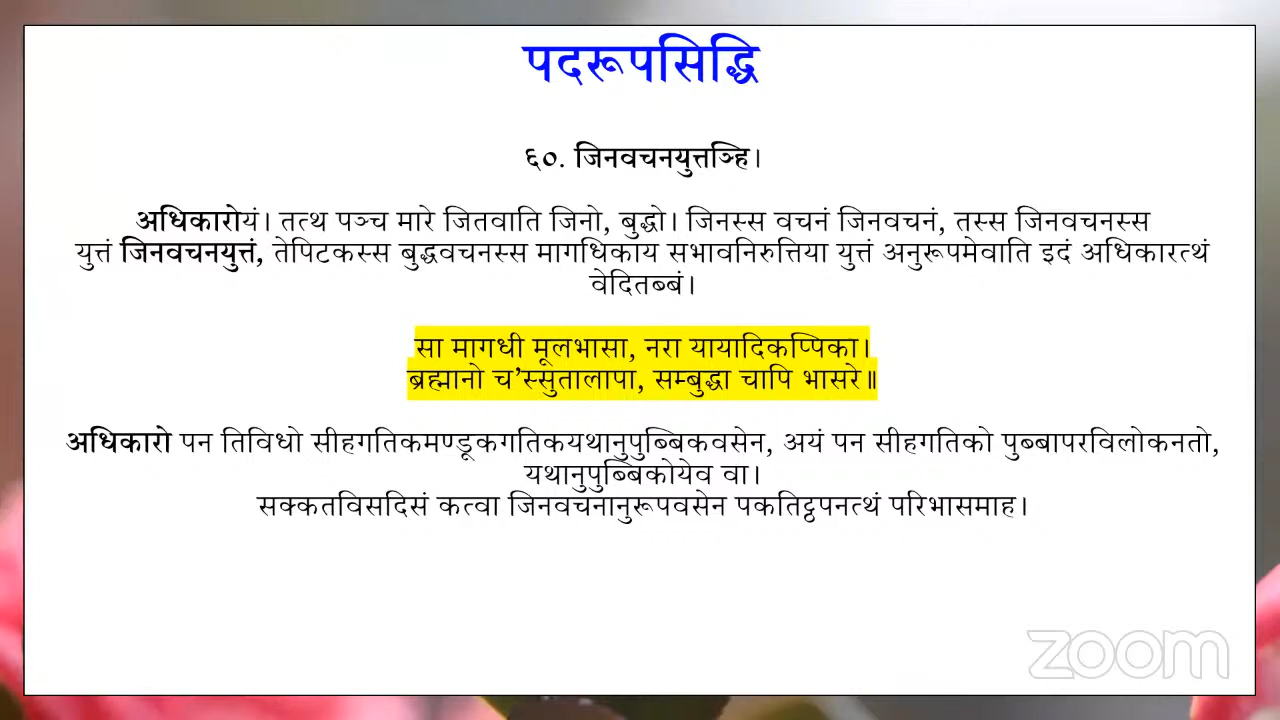 पदरूपसिद्धि
६०. जिनवचनयुत्तञ्हि।
अधिकारोयं। तत्थ पञ्च मारे जितवाति जिनो, बुद्धो। जिनस्स वचनं जिनवचनं, तस्स जिनवचनस्स
युत्तं जिनवचनयुत्तं, तेपिटकस्स बुद्धवचनस्स मागधिकाय सभावनिरुत्तिया युत्तं अनुरूपमेवाति इदं अधिकारत्थं
वेदितब्बं।
सा मागधी मूलभासा, नरा यायादिकप्पिका।
ब्रह्मानो च’स्सुतालापा, सम्बुद्धा चापि भासरे॥
अधिकारो पन तिविधो सीहगतिकमण्डूकगतिकयथानुपुब्बिकवसेन, अयं पन सीहगतिको पुब्बापरविलोकनतो,
यथानुपुब्बिकोयेव वा।
सक्कतविसदिसं कत्वा जिनवचनानुरूपवसेन पकतिट्ठपनत्थं परिभासमाह।
zoom